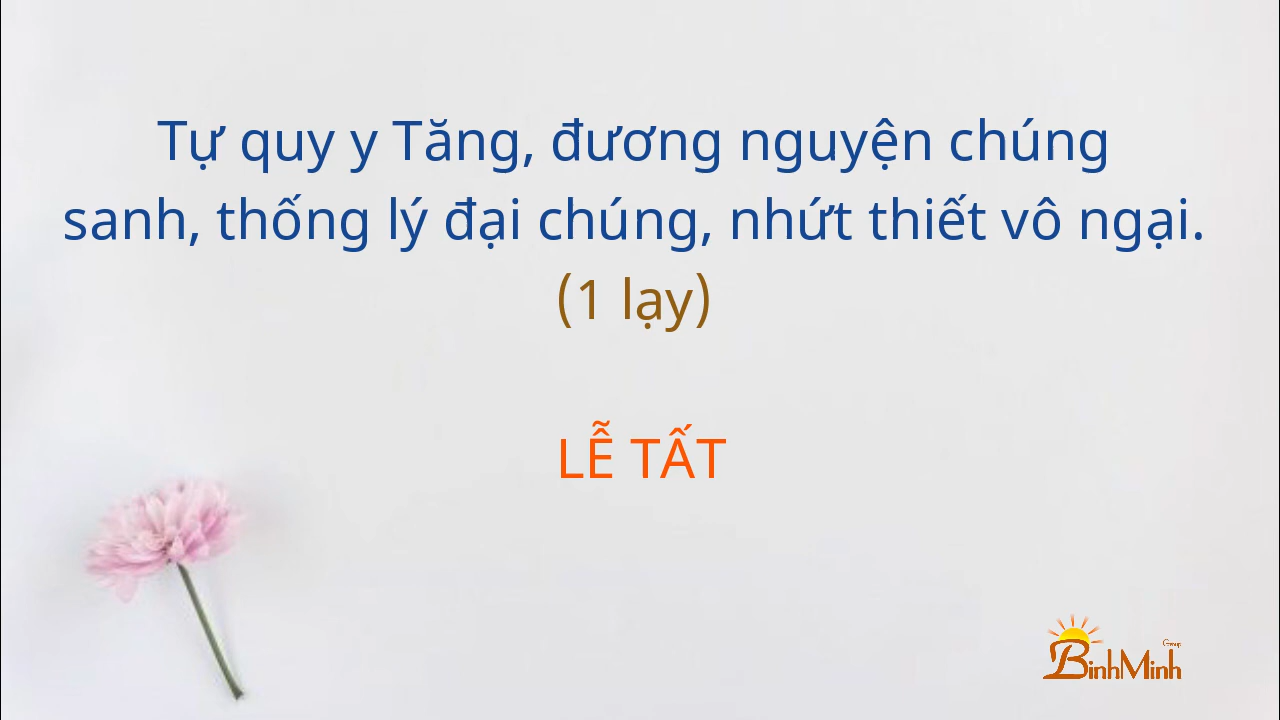 Tự quy y Tăng, đương nguyện chúng
sanh, thống lý đại chúng, nhứt thiết vô ngại.
(1 lạy)
LỄ TẤT
Group
BinhMinh